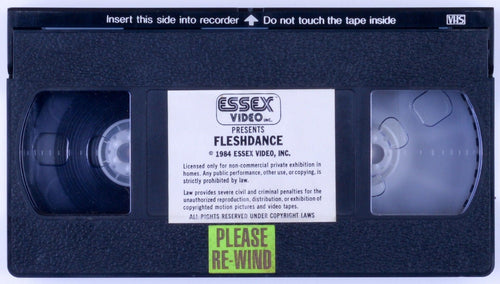 Insert this side into recorder Do not touch the tape inside
VHS
ESSEX
VIDEO INC.
PRESENTS
FLESHDANCE
© 1984 ESSEX VIDEO, INC.
Licensed only for non-commercial private exhibition in
homes. Any public performance, other use, or copying, is
strictly prohibited by law.
Law provides severe civil and criminal penalties for the
unauthorized reproduction, distribution, or exhibition of
copyrighted motion pictures and video tapes.
ALL RIGHTS RESERVED UNDER COPYRIGHT LAWS
PLEASE
RE-WIND